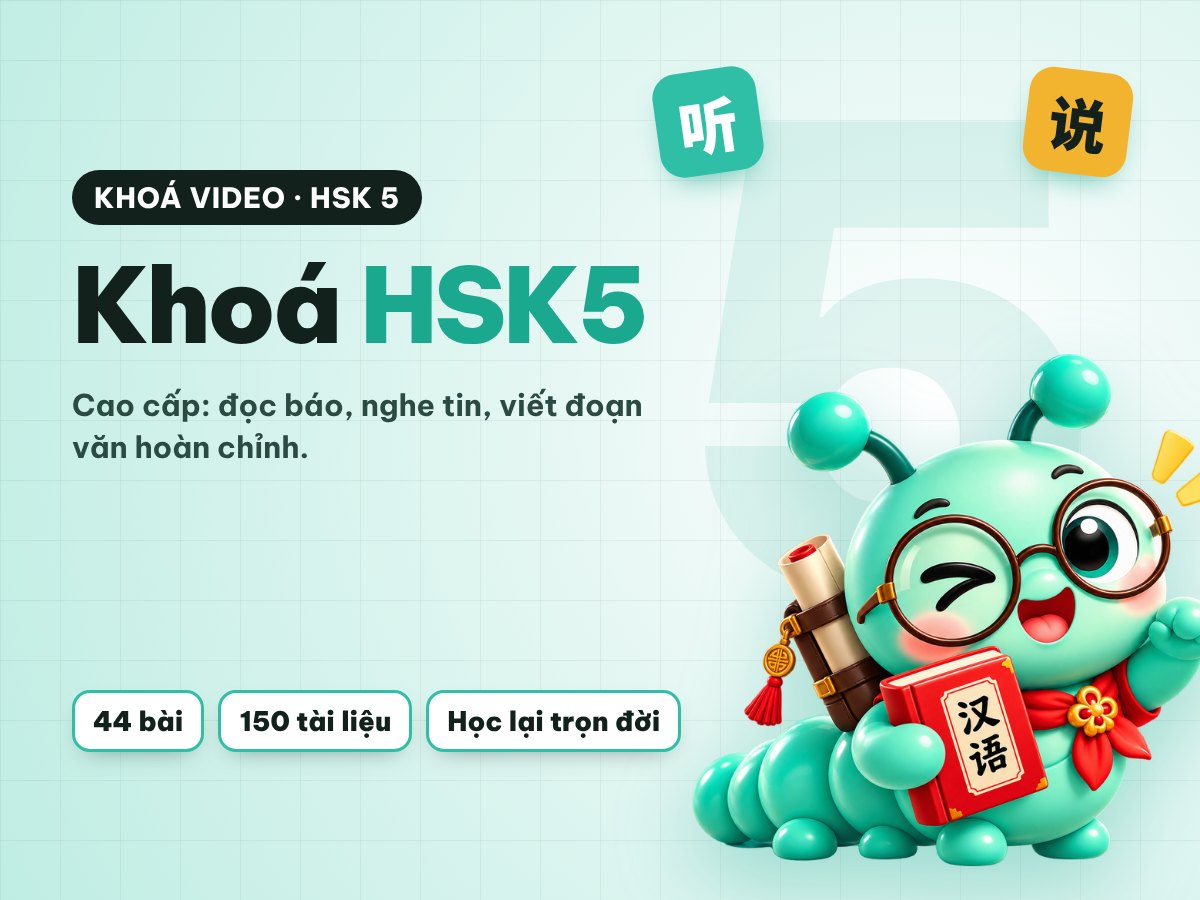 听
说
KHOÁ VIDEO · HSK 5
Khoá HSK5
Cao cấp: đọc báo, nghe tin, viết đoạn
văn hoàn chỉnh.
5
44 bài
150 tài liệu
Học lại trọn đời
汉
语